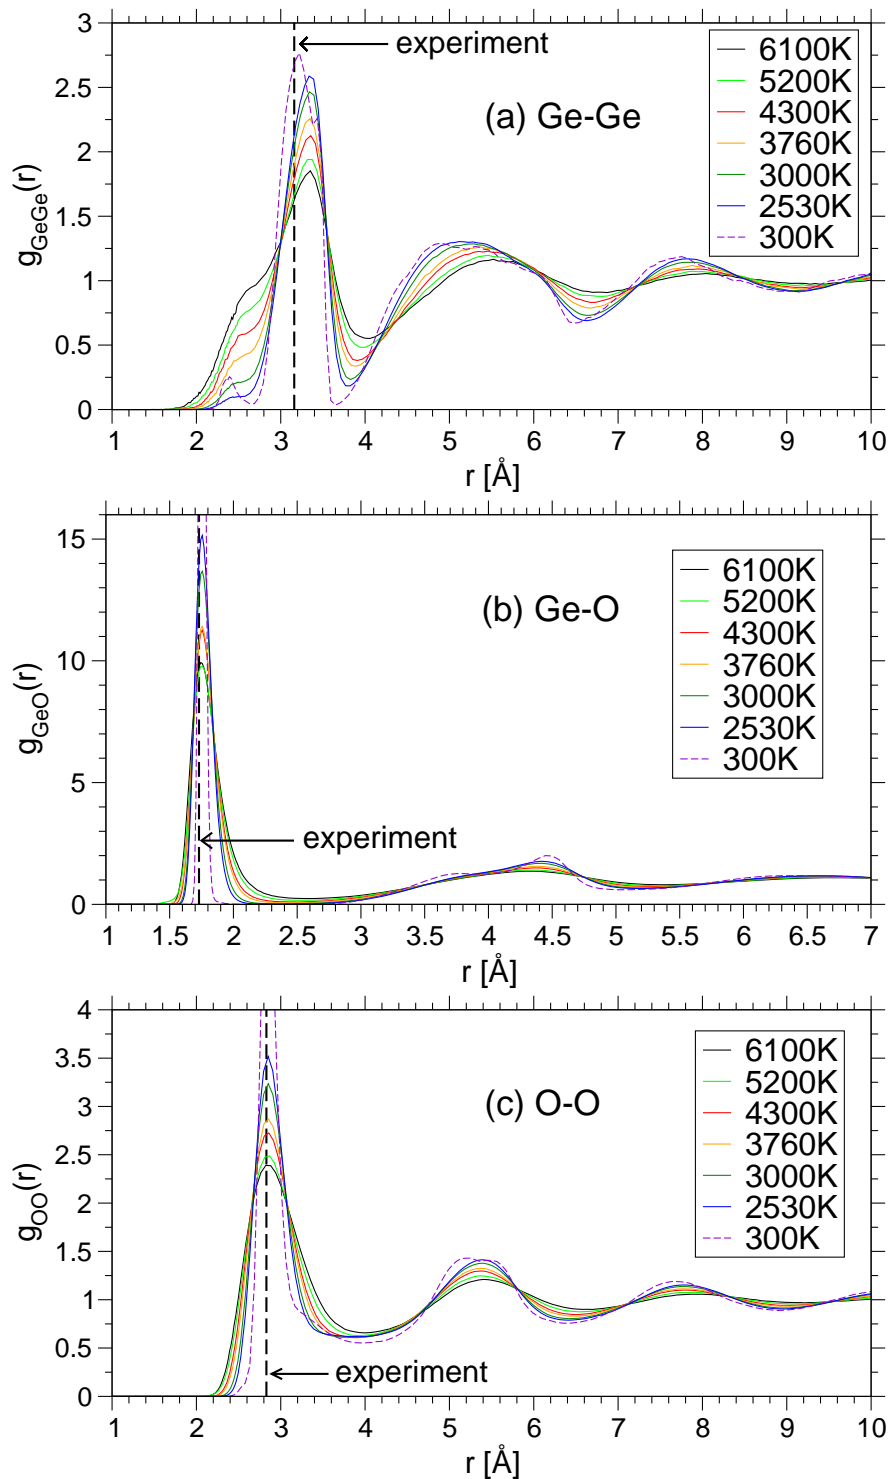 3
2.5
2
1.5
1
0.5
0
g_GeGe(r)
experiment
(a) Ge-Ge
6100K
5200K
4300K
3760K
3000K
2530K
300K
1 2 3 4 5 6 7 8 9 10
r [Å]
15
10
5
0
g_GeO(r)
(b) Ge-O
6100K
5200K
4300K
3760K
3000K
2530K
300K
experiment
1 1.5 2 2.5 3 3.5 4 4.5 5 5.5 6 6.5 7
r [Å]
4
3.5
3
2.5
2
1.5
1
0.5
0
g_OO(r)
(c) O-O
6100K
5200K
4300K
3760K
3000K
2530K
300K
experiment
1 2 3 4 5 6 7 8 9 10
r [Å]